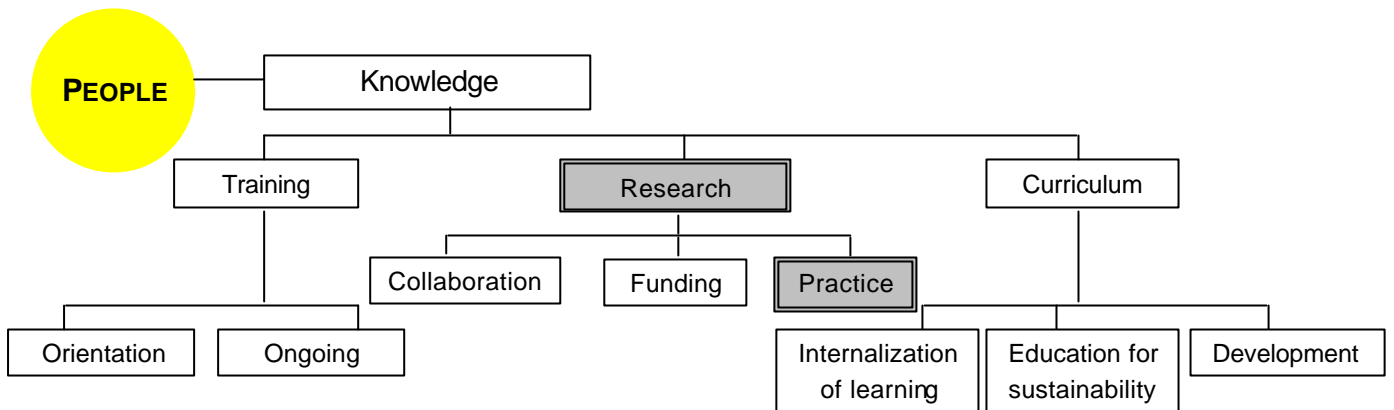 PEOPLE
Knowledge
Training
Research
Curriculum
Collaboration
Funding
Practice
Orientation
Ongoing
Internalization
of learning
Education for
sustainability
Development